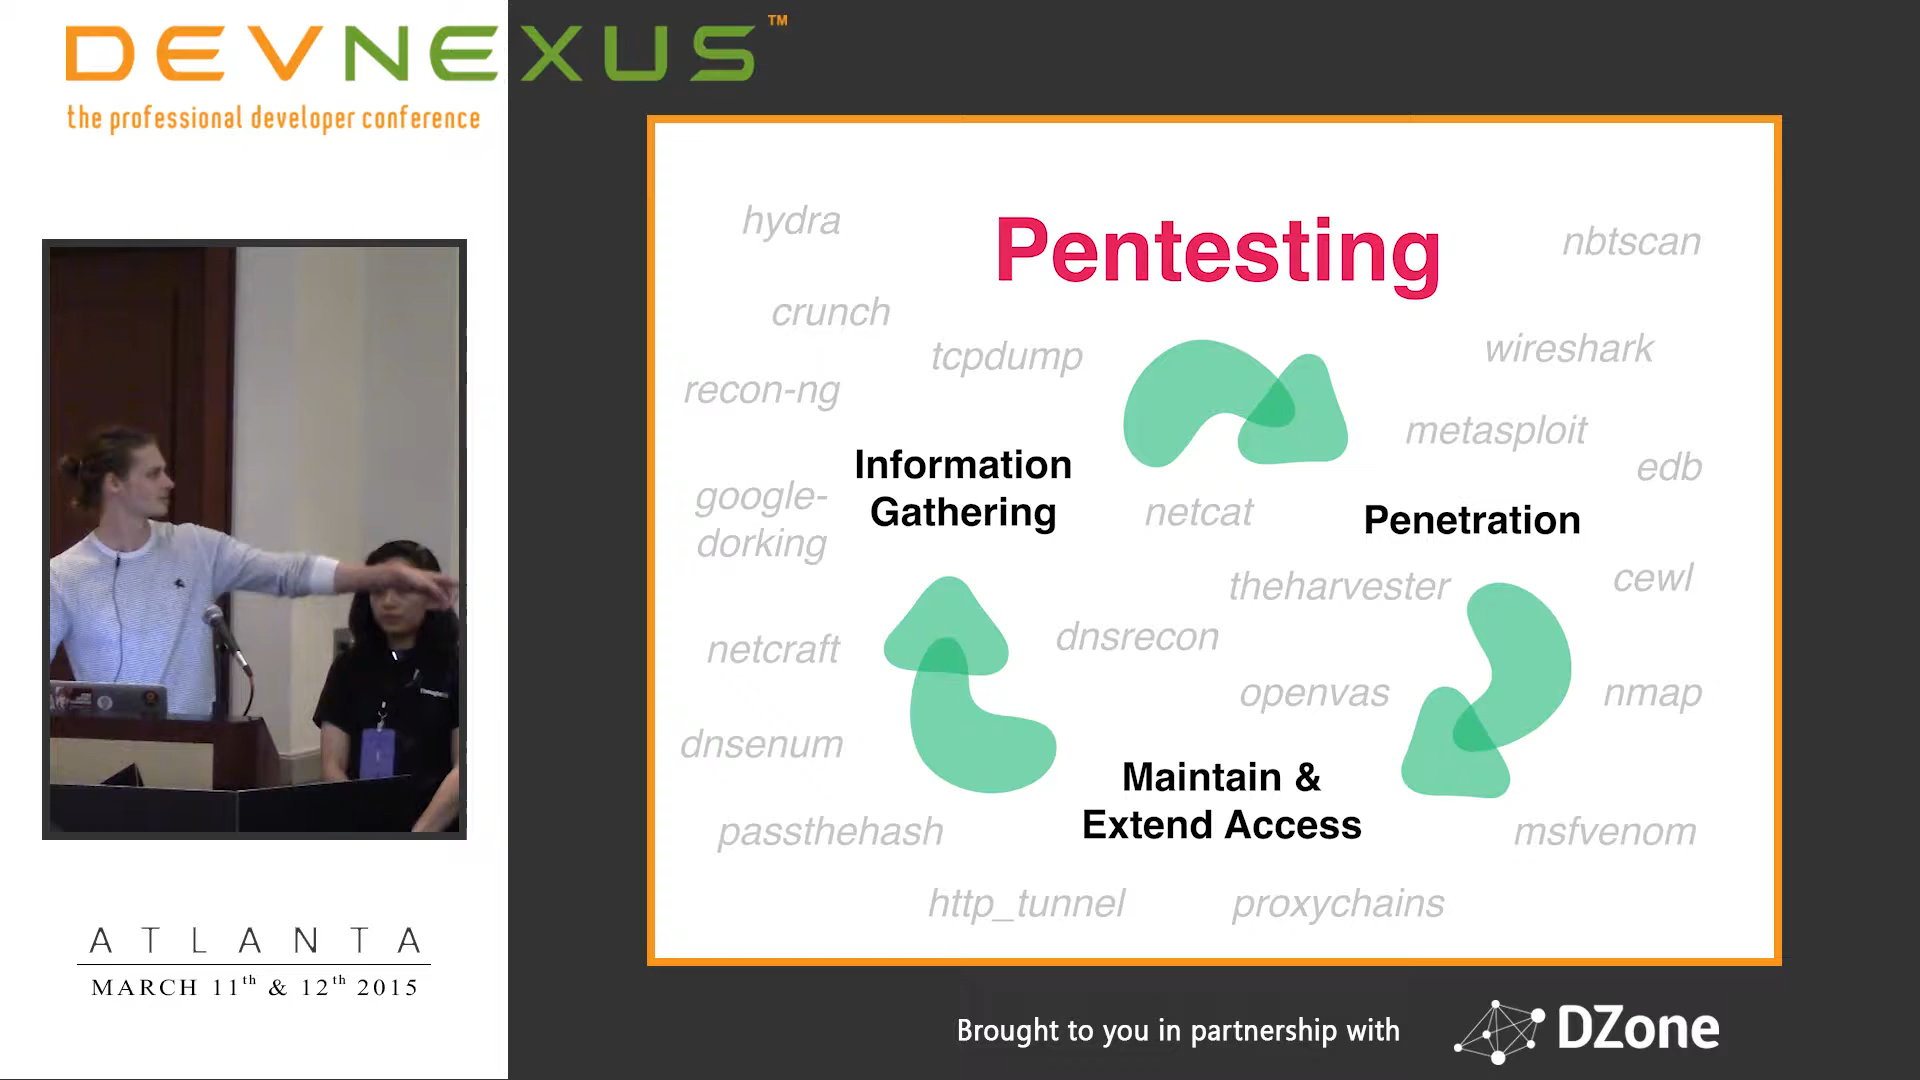 DEVNEXUS™
the professional developer conference
hydra
Pentesting
nbtscan
crunch
tcpdump
wireshark
recon-ng
metasploit
edb
Information
Gathering
google-
dorking
netcat
Penetration
theharvester
cewl
netcraft
dnsrecon
openvas
nmap
dnsenum
Maintain &
Extend Access
passthehash
msfvenom
http_tunnel
proxychains
ATLANTA
MARCH 11th & 12th 2015
Brought to you in partnership with
DZone